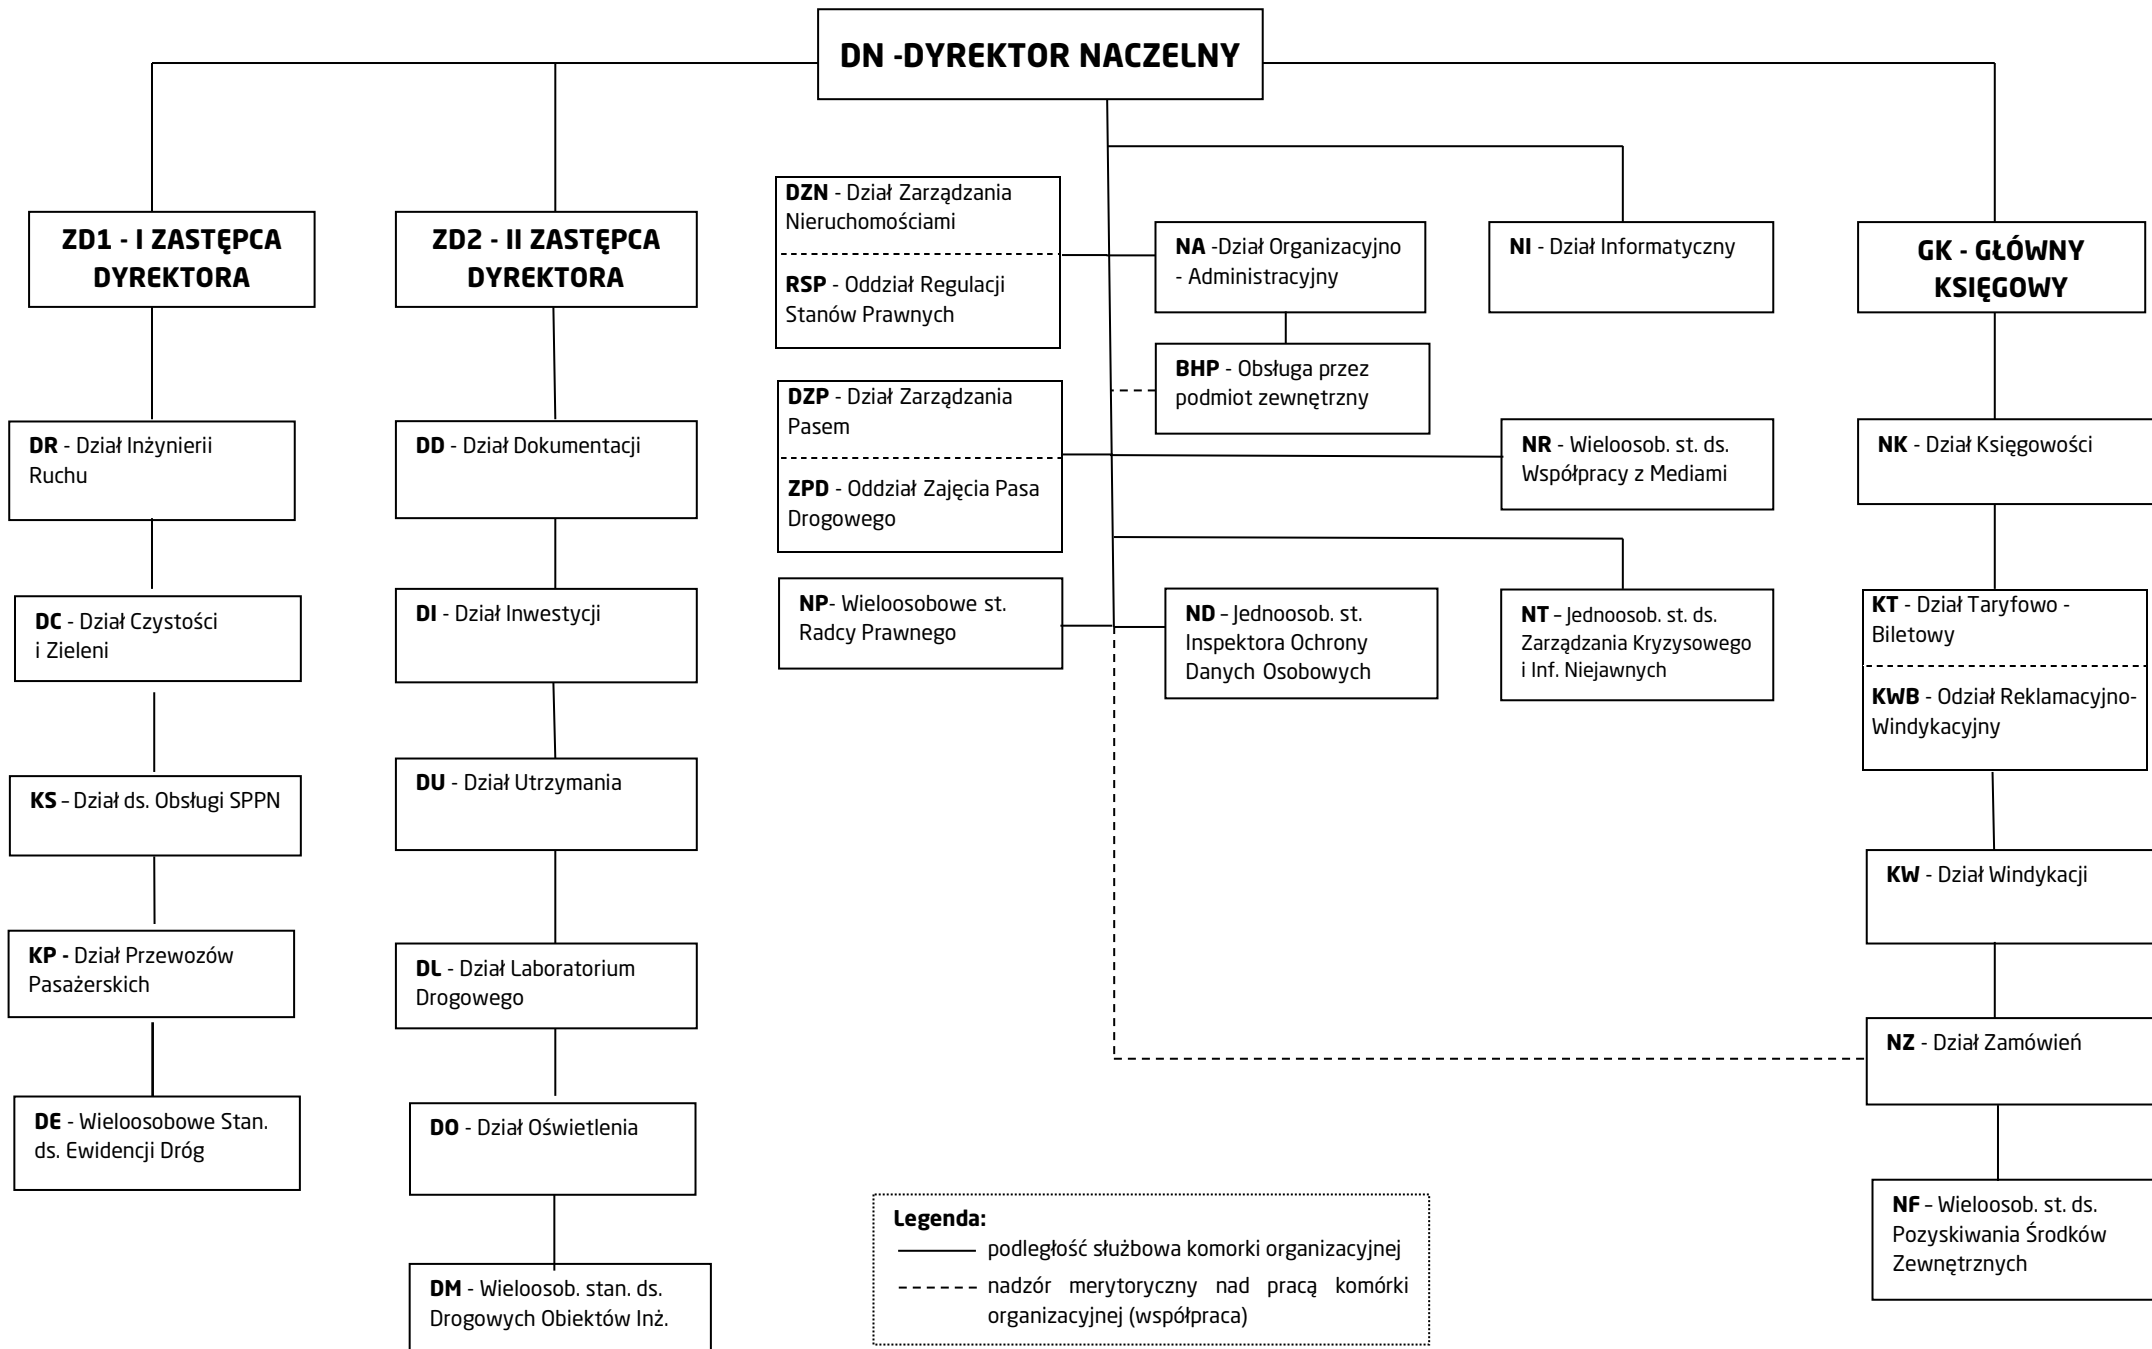 DN -DYREKTOR NACZELNY
ZD1 - I ZASTĘPCA
DYREKTORA
DR - Dział Inżynierii
Ruchu
DC - Dział Czystości
i Zieleni
KS – Dział ds. Obsługi SPPN
KP - Dział Przewozów
Pasażerskich
DE - Wieloosobowe Stan.
ds. Ewidencji Dróg
ZD2 - II ZASTĘPCA
DYREKTORA
DD - Dział Dokumentacji
DI - Dział Inwestycji
DU - Dział Utrzymania
DL - Dział Laboratorium
Drogowego
DO - Dział Oświetlenia
DM - Wieloosob. stan. ds.
Drogowych Obiektów Inż.
DZN - Dział Zarządzania
Nieruchomościami
RSP - Oddział Regulacji
Stanów Prawnych
DZP - Dział Zarządzania
Pasem
ZPD - Oddział Zajęcia Pasa
Drogowego
NP- Wieloosobowe st.
Radcy Prawnego
NA -Dział Organizacyjno
- Administracyjny
BHP - Obsługa przez
podmiot zewnętrzny
ND – Jednoosob. st.
Inspektora Ochrony
Danych Osobowych
NI - Dział Informatyczny
NR - Wieloosob. st. ds.
Współpracy z Mediami
NT – Jednoosob. st. ds.
Zarządzania Kryzysowego
i Inf. Niejawnych
GK - GŁÓWNY
KSIĘGOWY
NK - Dział Księgowości
KT - Dział Taryfowo -
Biletowy
KWB - Odział Reklamacyjno-
Windykacyjny
KW - Dział Windykacji
NZ - Dział Zamówień
NF – Wieloosob. st. ds.
Pozyskiwania Środków
Zewnętrznych
Legenda:
podległość służbowa komorki organizacyjnej
nadzór merytoryczny nad pracą komórki
organizacyjnej (współpraca)